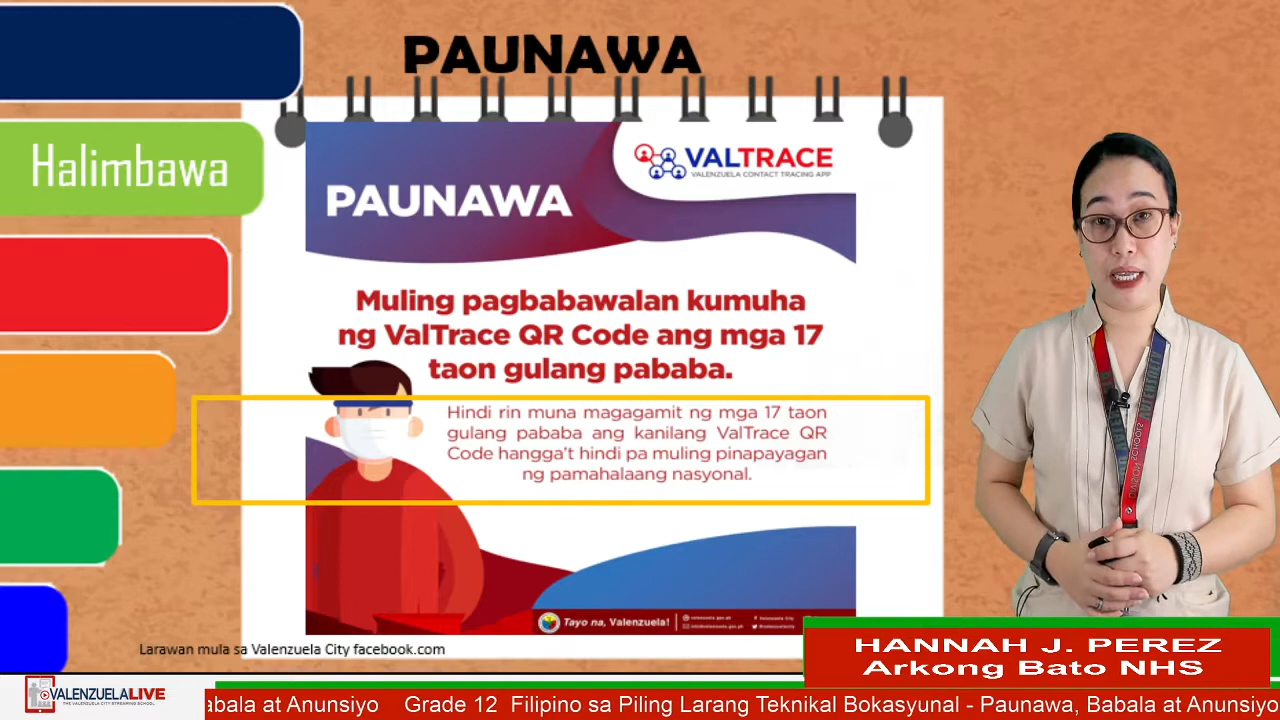 PAUNAWA
Halimbawa
VALTRACE
VALENZUELA CONTACT TRACING APP
PAUNAWA
Muling pagbabawalan kumuha
ng ValTrace QR Code ang mga 17
taon gulang pababa.
Hindi rin muna magagamit ng mga 17 taon
gulang pababa ang kanilang ValTrace QR
Code hangga't hindi pa muling pinapayagan
ng pamahalaang nasyonal.
Tayo na, Valenzuela!
Larawan mula sa Valenzuela City facebook.com
HANNAH J. PEREZ
Arkong Bato NHS
VALENZUELALIVE
THE VALENZUELA CITY STREAMING SCHOOL
abala at Anunsiyo Grade 12 Filipino sa Piling Larang Teknikal Bokasyunal - Paunawa, Babala at Anunsiyo